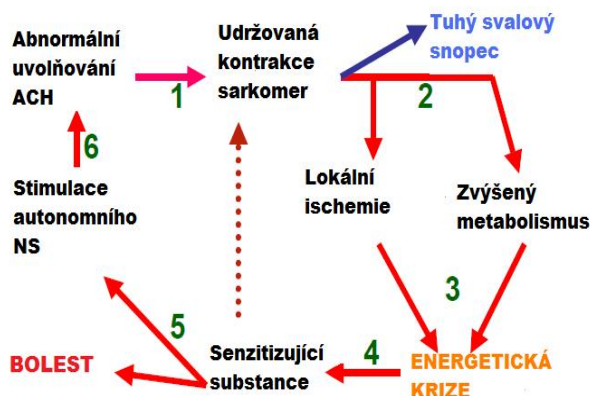 Abnormální
uvolňování
ACH
1
Udržovaná
kontrakce
sarkomer
Tuhý svalový
snopec
2
6
Stimulace
autonomního
NS
Lokální
ischemie
Zvýšený
metabolismus
3
5
4
BOLEST
Senzitizující
substance
ENERGETICKÁ
KRIZE